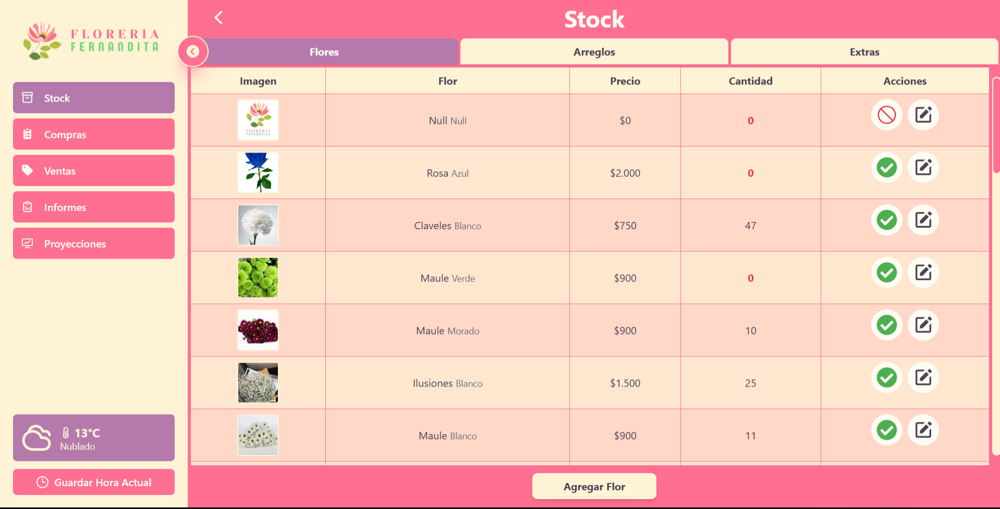 FLORERÍA
FERNANDITA
Stock
Compras
Ventas
Informes
Proyecciones
13°C
Nublado
Guardar Hora Actual
Stock
Flores Arreglos Extras
Imagen Flor Precio Cantidad Acciones
FLORERÍA
FERNANDITA
Null Null $0 0
Rosa Azul $2.000 0
Claveles Blanco $750 47
Maule Verde $900 0
Maule Morado $900 10
Ilusiones Blanco $1.500 25
Maule Blanco $900 11
Agregar Flor